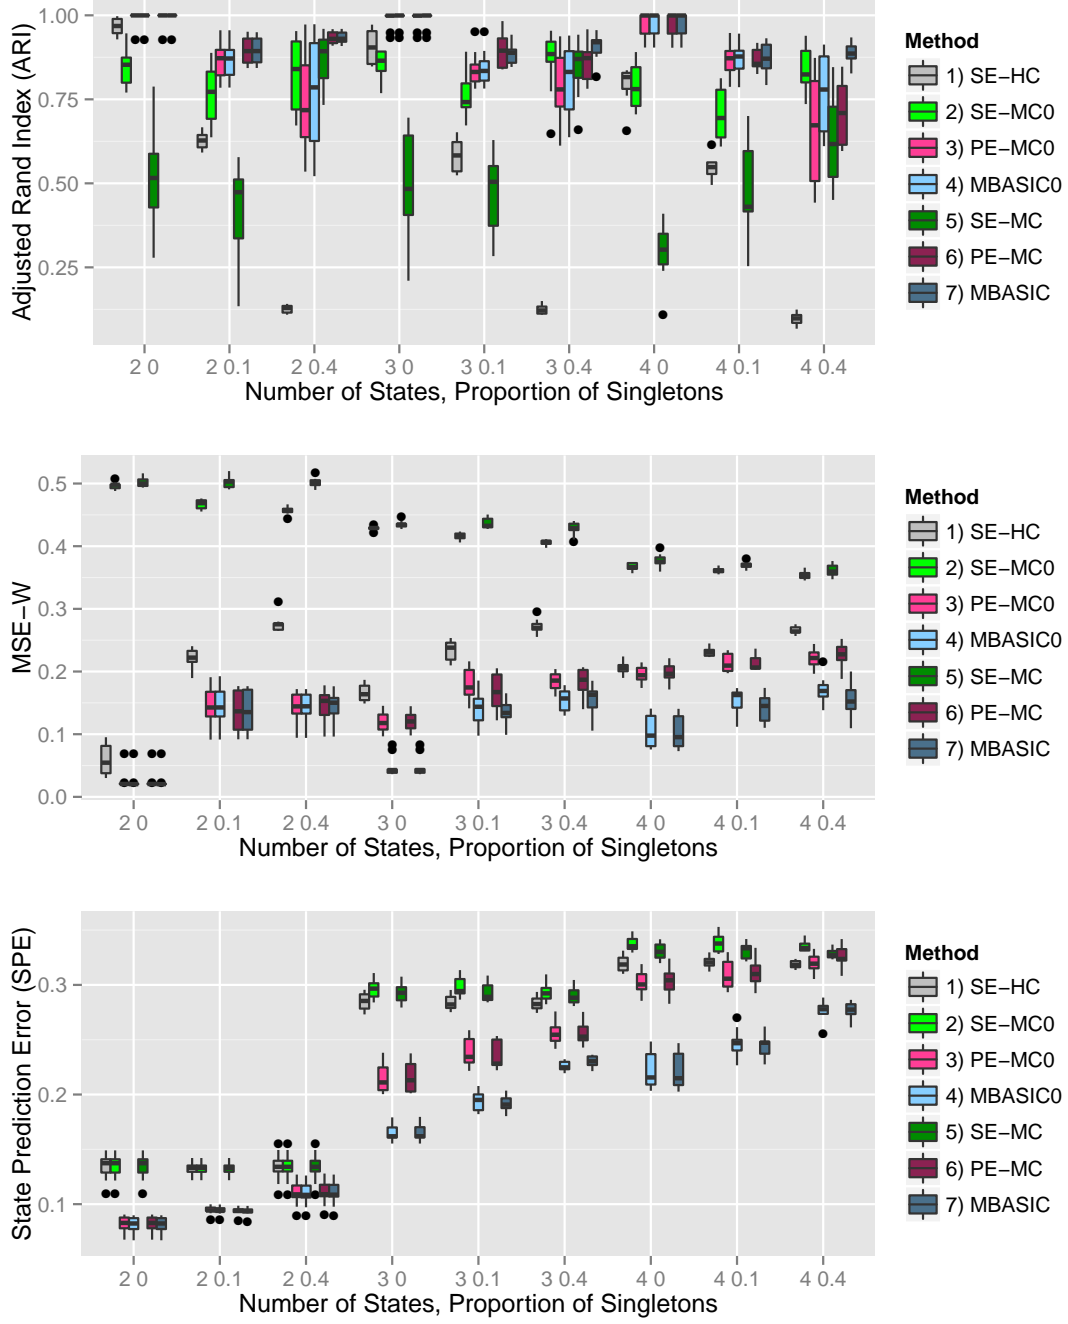 Adjusted Rand Index (ARI)
1.00
0.75
0.50
0.25
2 0
2 0.1
2 0.4
3 0
3 0.1
3 0.4
4 0
4 0.1
4 0.4
Number of States, Proportion of Singletons
Method
1) SE−HC
2) SE−MC0
3) PE−MC0
4) MBASIC0
5) SE−MC
6) PE−MC
7) MBASIC
MSE−W
0.5
0.4
0.3
0.2
0.1
0.0
2 0
2 0.1
2 0.4
3 0
3 0.1
3 0.4
4 0
4 0.1
4 0.4
Number of States, Proportion of Singletons
Method
1) SE−HC
2) SE−MC0
3) PE−MC0
4) MBASIC0
5) SE−MC
6) PE−MC
7) MBASIC
State Prediction Error (SPE)
0.3
0.2
0.1
2 0
2 0.1
2 0.4
3 0
3 0.1
3 0.4
4 0
4 0.1
4 0.4
Number of States, Proportion of Singletons
Method
1) SE−HC
2) SE−MC0
3) PE−MC0
4) MBASIC0
5) SE−MC
6) PE−MC
7) MBASIC